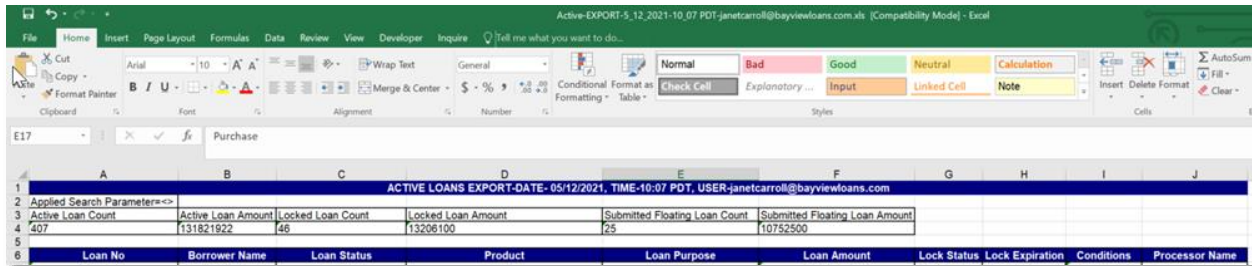 Active-EXPORT-5_12_2021-10_07 PDT-janetcarroll@bayviewloans.com.xls [Compatibility Mode] - Excel
File Home Insert Page Layout Formulas Data Review View Developer Inquire Tell me what you want to do...
Cut Arial 10 A A Wrap Text General Normal Bad Good Neutral Calculation AutoSum
Copy Fill
Format Painter B I U A Merge & Center $ % , Conditional Formatting Format as Table Check Cell Explanatory ... Input Linked Cell Note Insert Delete Format Clear
Clipboard Font Alignment Number Styles Cells
E17 fx Purchase
A B C D E F G H I J
1 ACTIVE LOANS EXPORT-DATE- 05/12/2021, TIME-10:07 PDT, USER-janetcarroll@bayviewloans.com
2 Applied Search Parameter=<>
3 Active Loan Count Active Loan Amount Locked Loan Count Locked Loan Amount Submitted Floating Loan Count Submitted Floating Loan Amount
4 407 131821922 46 13206100 25 10752500
5
6 Loan No Borrower Name Loan Status Product Loan Purpose Loan Amount Lock Status Lock Expiration Conditions Processor Name